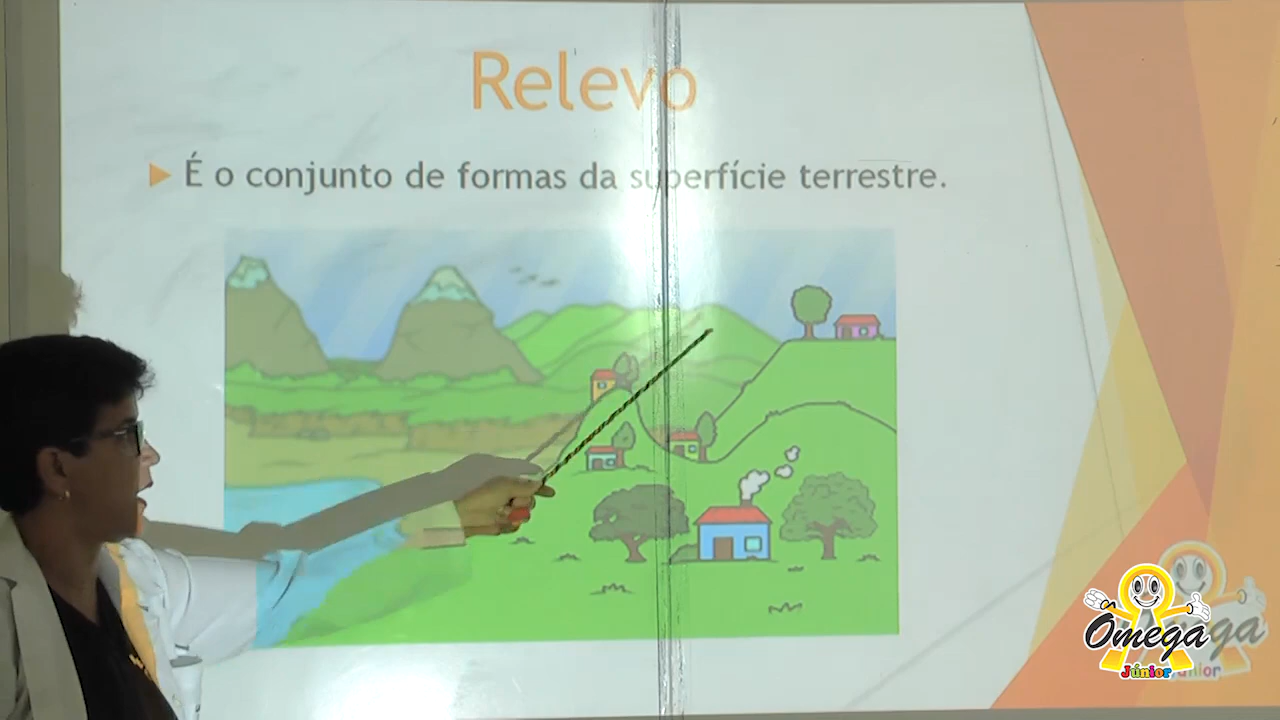 Relevo
É o conjunto de formas da superfície terrestre.
Ômega
Júnior